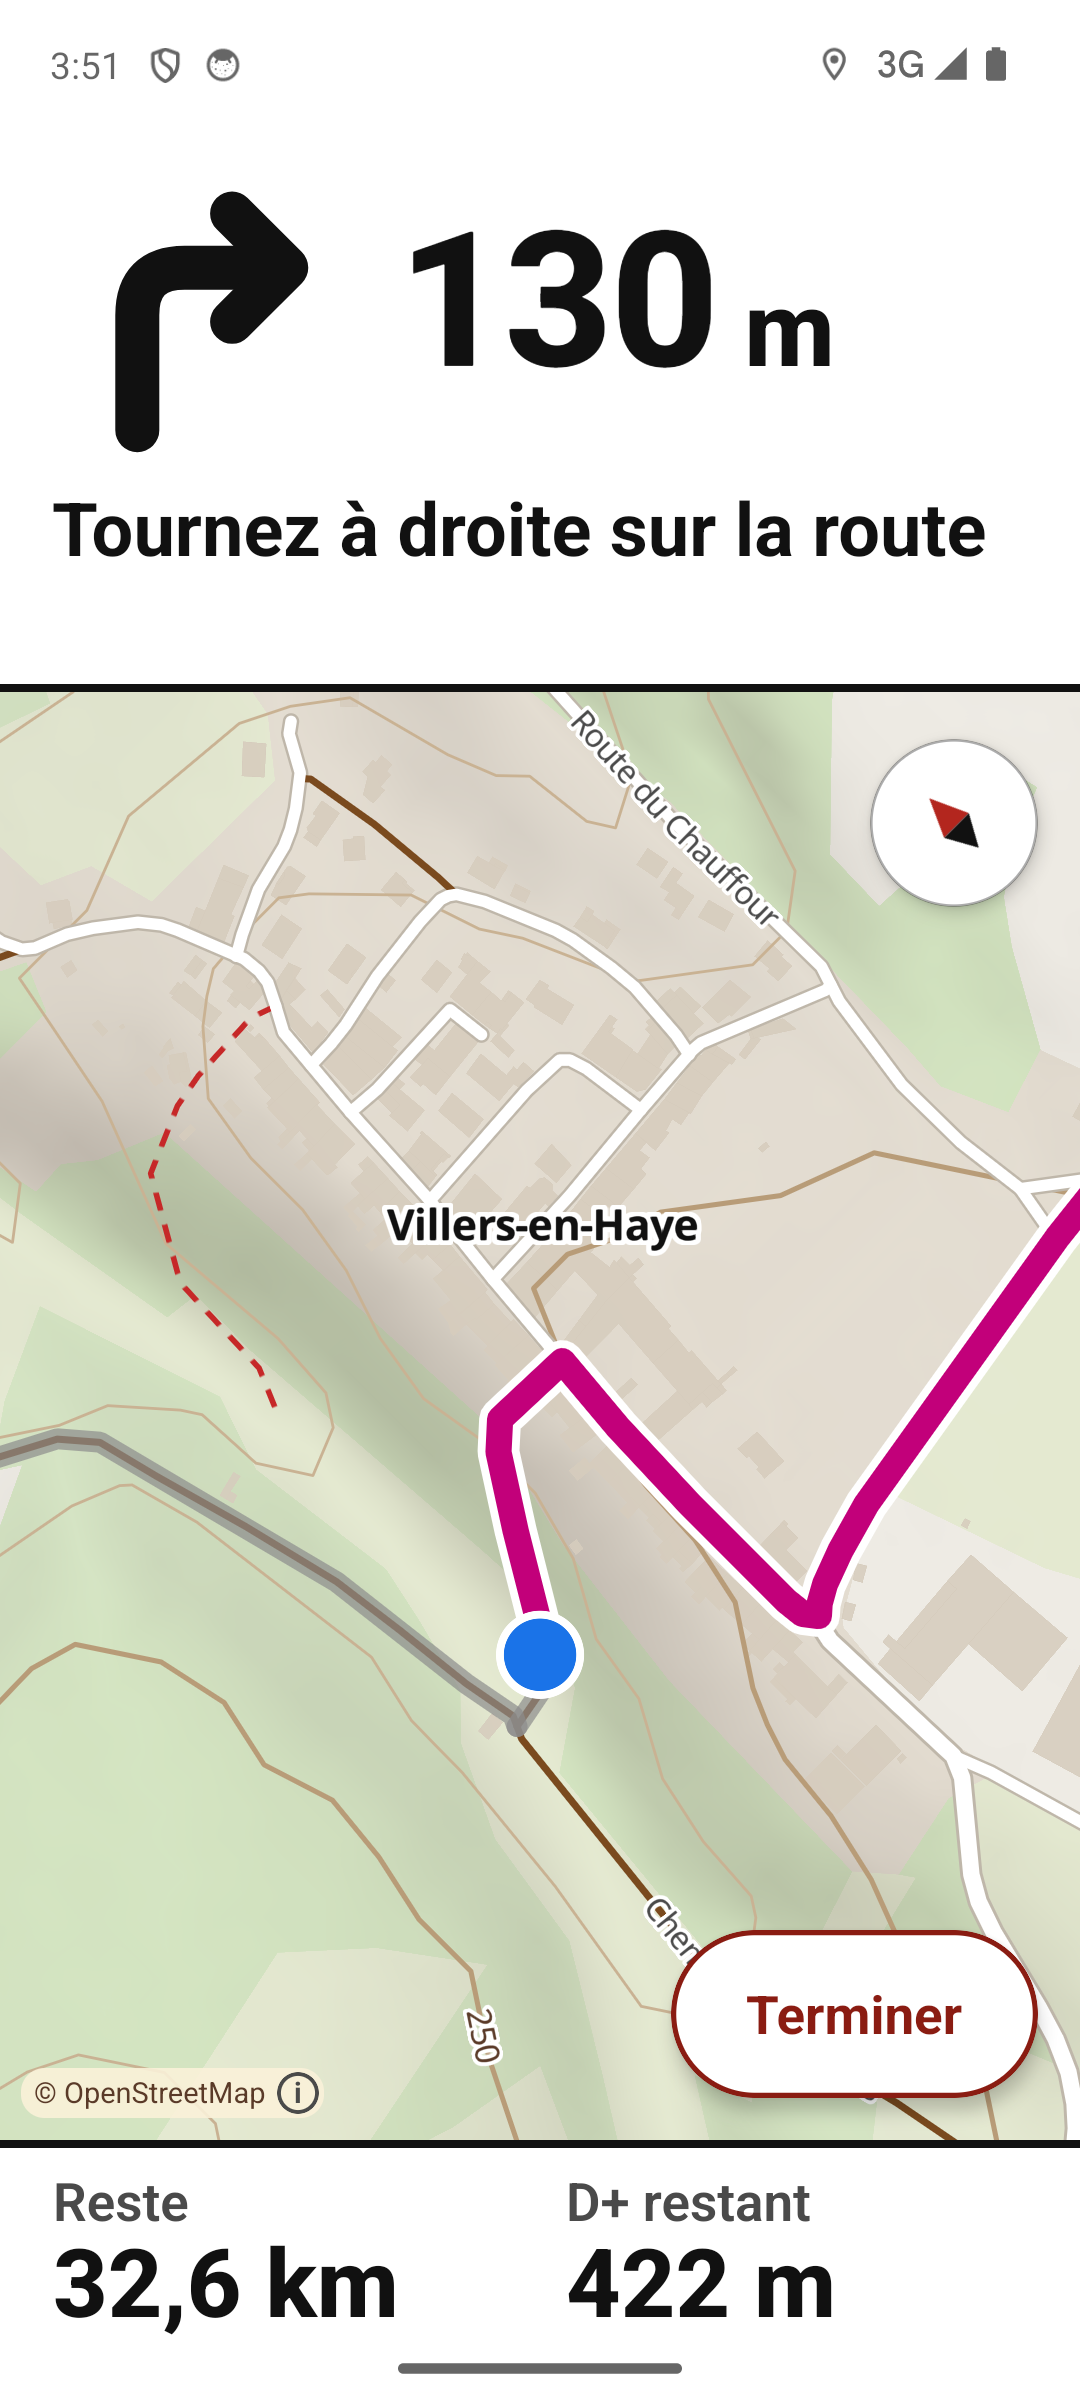 3:51
3G
130 m
Tournez à droite sur la route
Route du Chauffour
Villers-en-Haye
Chem
250
Terminer
© OpenStreetMap
Reste
32,6 km
D+ restant
422 m